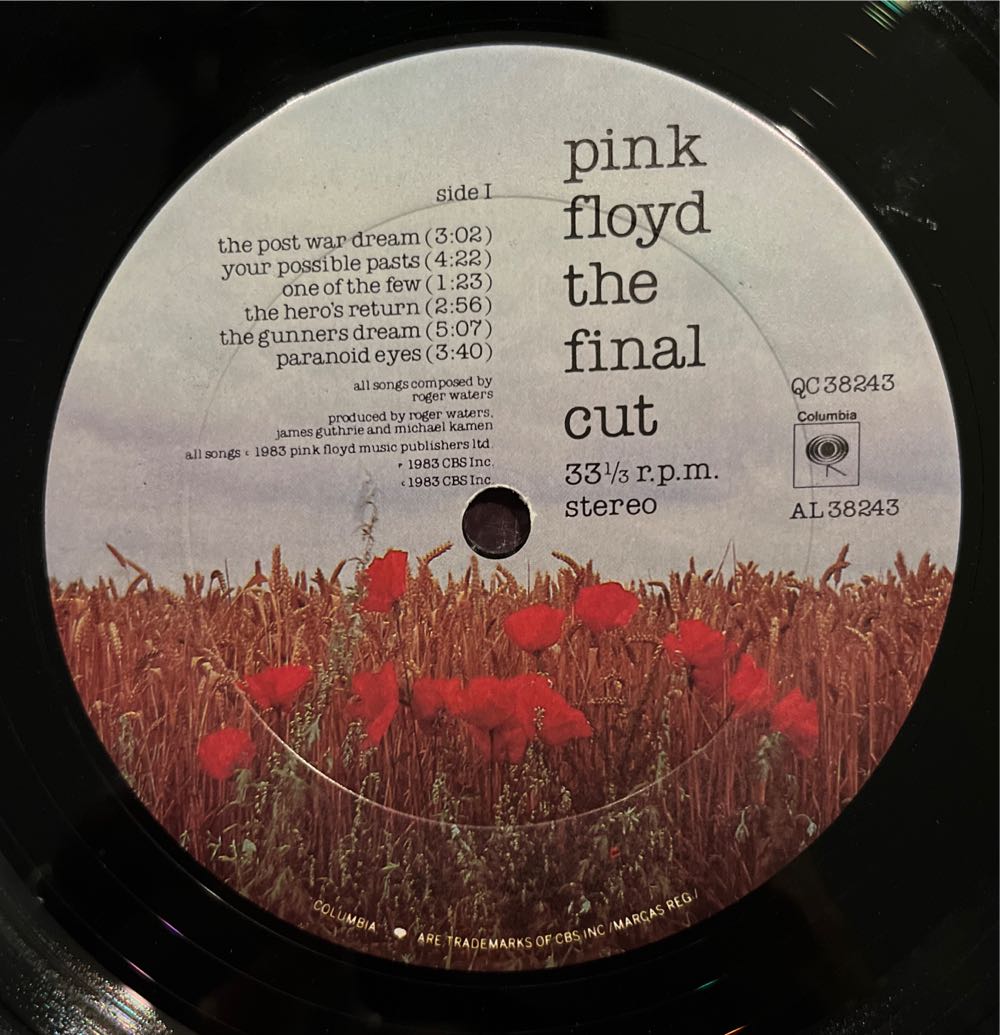 side I
the post war dream (3:02)
your possible pasts (4:22)
one of the few (1:23)
the hero's return (2:56)
the gunners dream (5:07)
paranoid eyes (3:40)
all songs composed by
roger waters
produced by roger waters,
james guthrie and michael kamen
all songs c 1983 pink floyd music publishers ltd.
p 1983 CBS Inc.
c 1983 CBS Inc.
pink
floyd
the
final
cut
33 1/3 r.p.m.
stereo
QC 38243
Columbia
AL 38243
COLUMBIA ARE TRADEMARKS OF CBS INC / MARCAS REG /